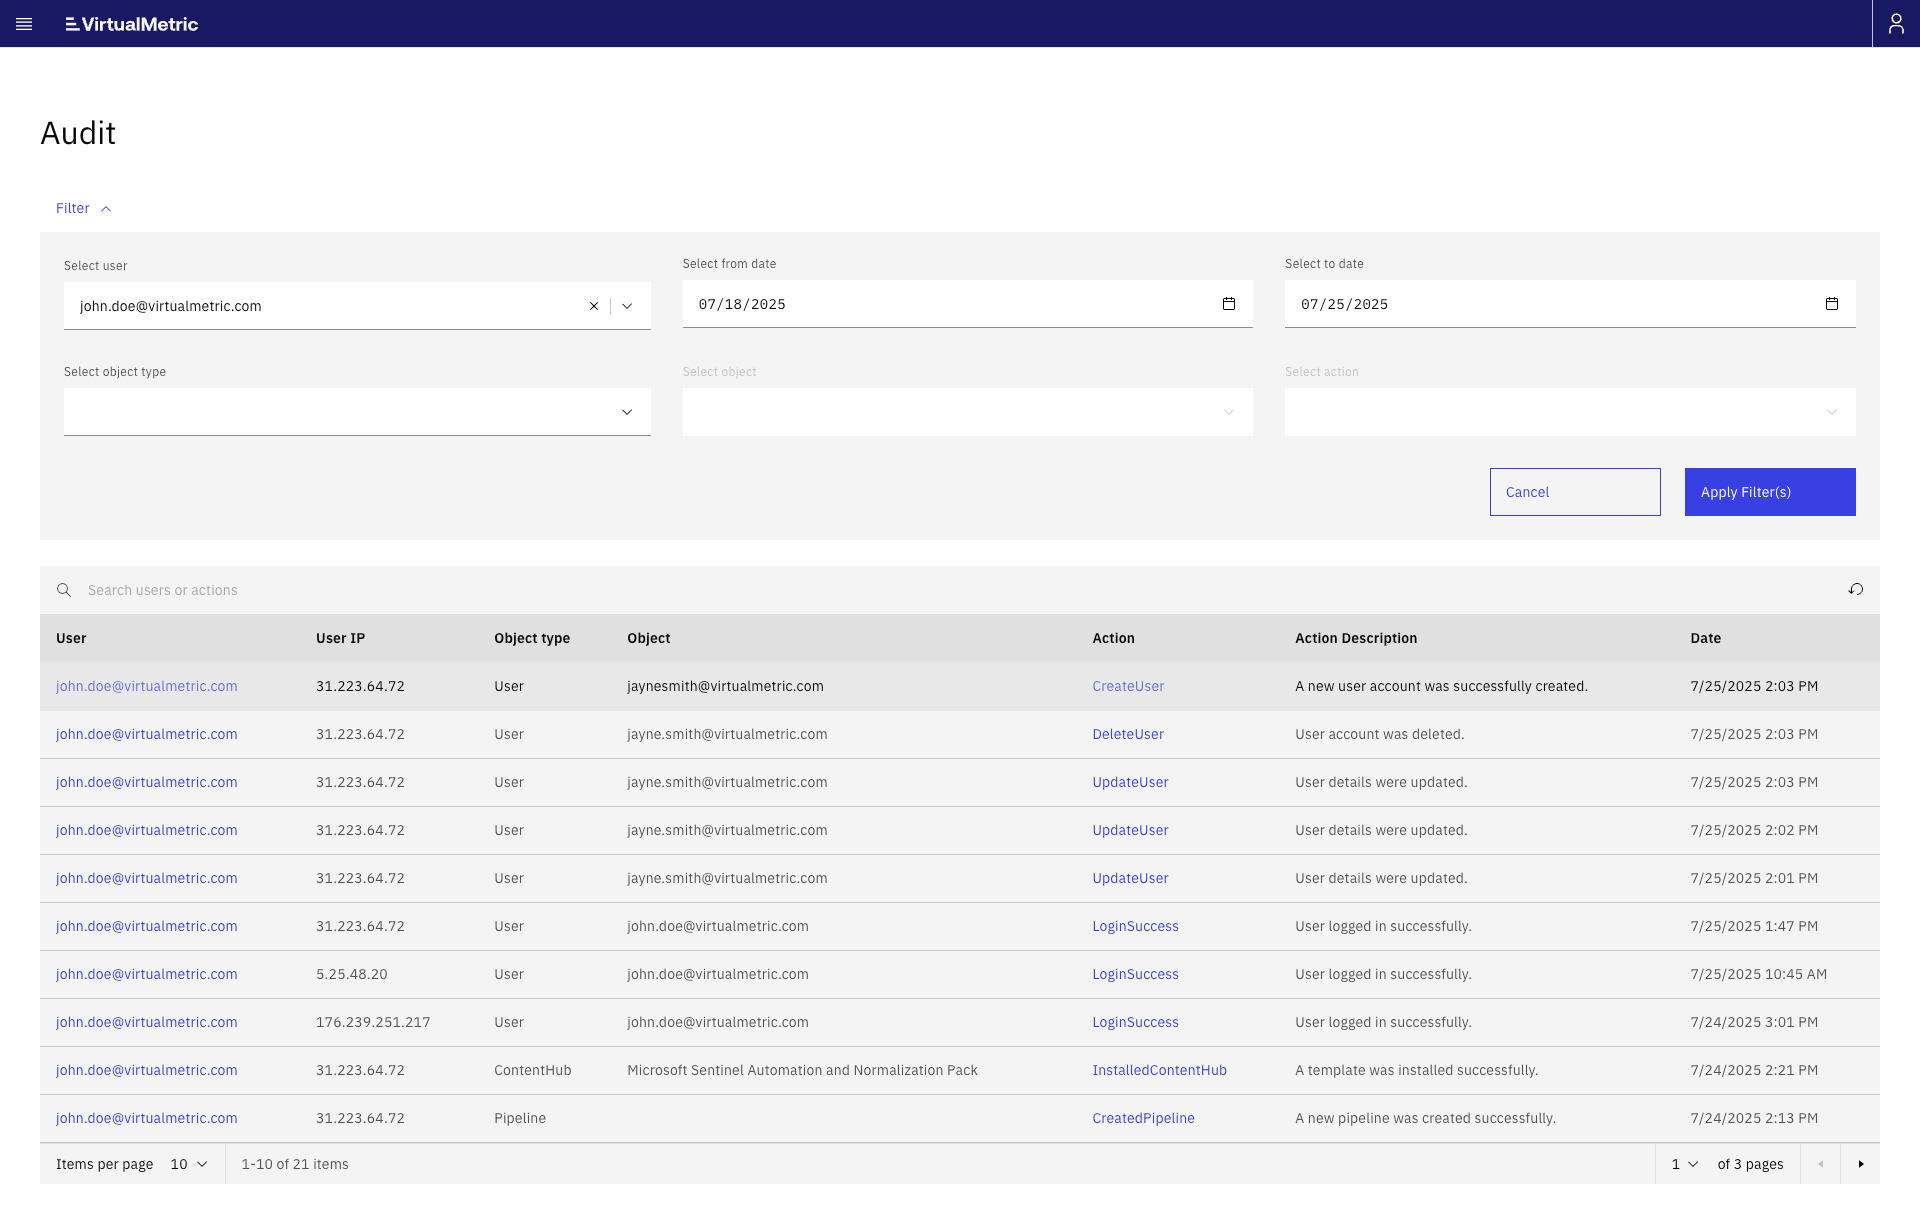 VirtualMetric
Audit
Filter
Select user
Select from date
Select to date
john.doe@virtualmetric.com
07/18/2025
07/25/2025
Select object type
Select object
Select action
Cancel
Apply Filter(s)
Search users or actions
User User IP Object type Object Action Action Description Date
john.doe@virtualmetric.com 31.223.64.72 User jaynesmith@virtualmetric.com CreateUser A new user account was successfully created. 7/25/2025 2:03 PM
john.doe@virtualmetric.com 31.223.64.72 User jayne.smith@virtualmetric.com DeleteUser User account was deleted. 7/25/2025 2:03 PM
john.doe@virtualmetric.com 31.223.64.72 User jayne.smith@virtualmetric.com UpdateUser User details were updated. 7/25/2025 2:03 PM
john.doe@virtualmetric.com 31.223.64.72 User jayne.smith@virtualmetric.com UpdateUser User details were updated. 7/25/2025 2:02 PM
john.doe@virtualmetric.com 31.223.64.72 User jayne.smith@virtualmetric.com UpdateUser User details were updated. 7/25/2025 2:01 PM
john.doe@virtualmetric.com 31.223.64.72 User john.doe@virtualmetric.com LoginSuccess User logged in successfully. 7/25/2025 1:47 PM
john.doe@virtualmetric.com 5.25.48.20 User john.doe@virtualmetric.com LoginSuccess User logged in successfully. 7/25/2025 10:45 AM
john.doe@virtualmetric.com 176.239.251.217 User john.doe@virtualmetric.com LoginSuccess User logged in successfully. 7/24/2025 3:01 PM
john.doe@virtualmetric.com 31.223.64.72 ContentHub Microsoft Sentinel Automation and Normalization Pack InstalledContentHub A template was installed successfully. 7/24/2025 2:21 PM
john.doe@virtualmetric.com 31.223.64.72 Pipeline CreatedPipeline A new pipeline was created successfully. 7/24/2025 2:13 PM
Items per page 10 1-10 of 21 items 1 of 3 pages